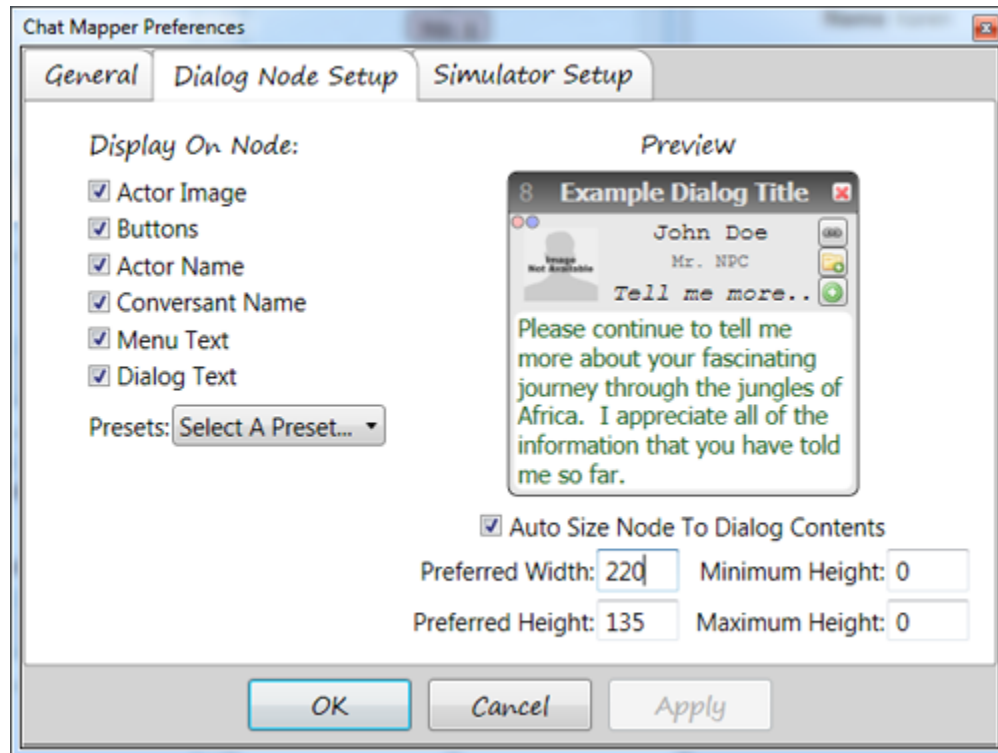 Chat Mapper Preferences
General Dialog Node Setup Simulator Setup
Display On Node:
Actor Image
Buttons
Actor Name
Conversant Name
Menu Text
Dialog Text
Presets: Select A Preset...
Preview
8 Example Dialog Title
John Doe
Image
Not Available
Mr. NPC
Tell me more..
Please continue to tell me
more about your fascinating
journey through the jungles of
Africa. I appreciate all of the
information that you have told
me so far.
Auto Size Node To Dialog Contents
Preferred Width: 220 Minimum Height: 0
Preferred Height: 135 Maximum Height: 0
OK Cancel Apply